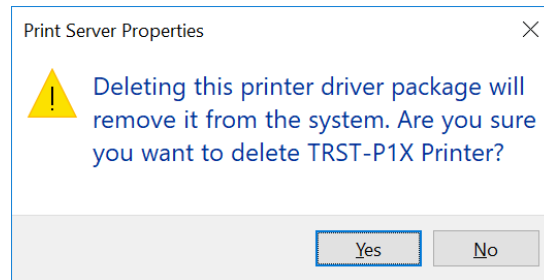 Print Server Properties
Deleting this printer driver package will
remove it from the system. Are you sure
you want to delete TRST-P1X Printer?
Yes
No